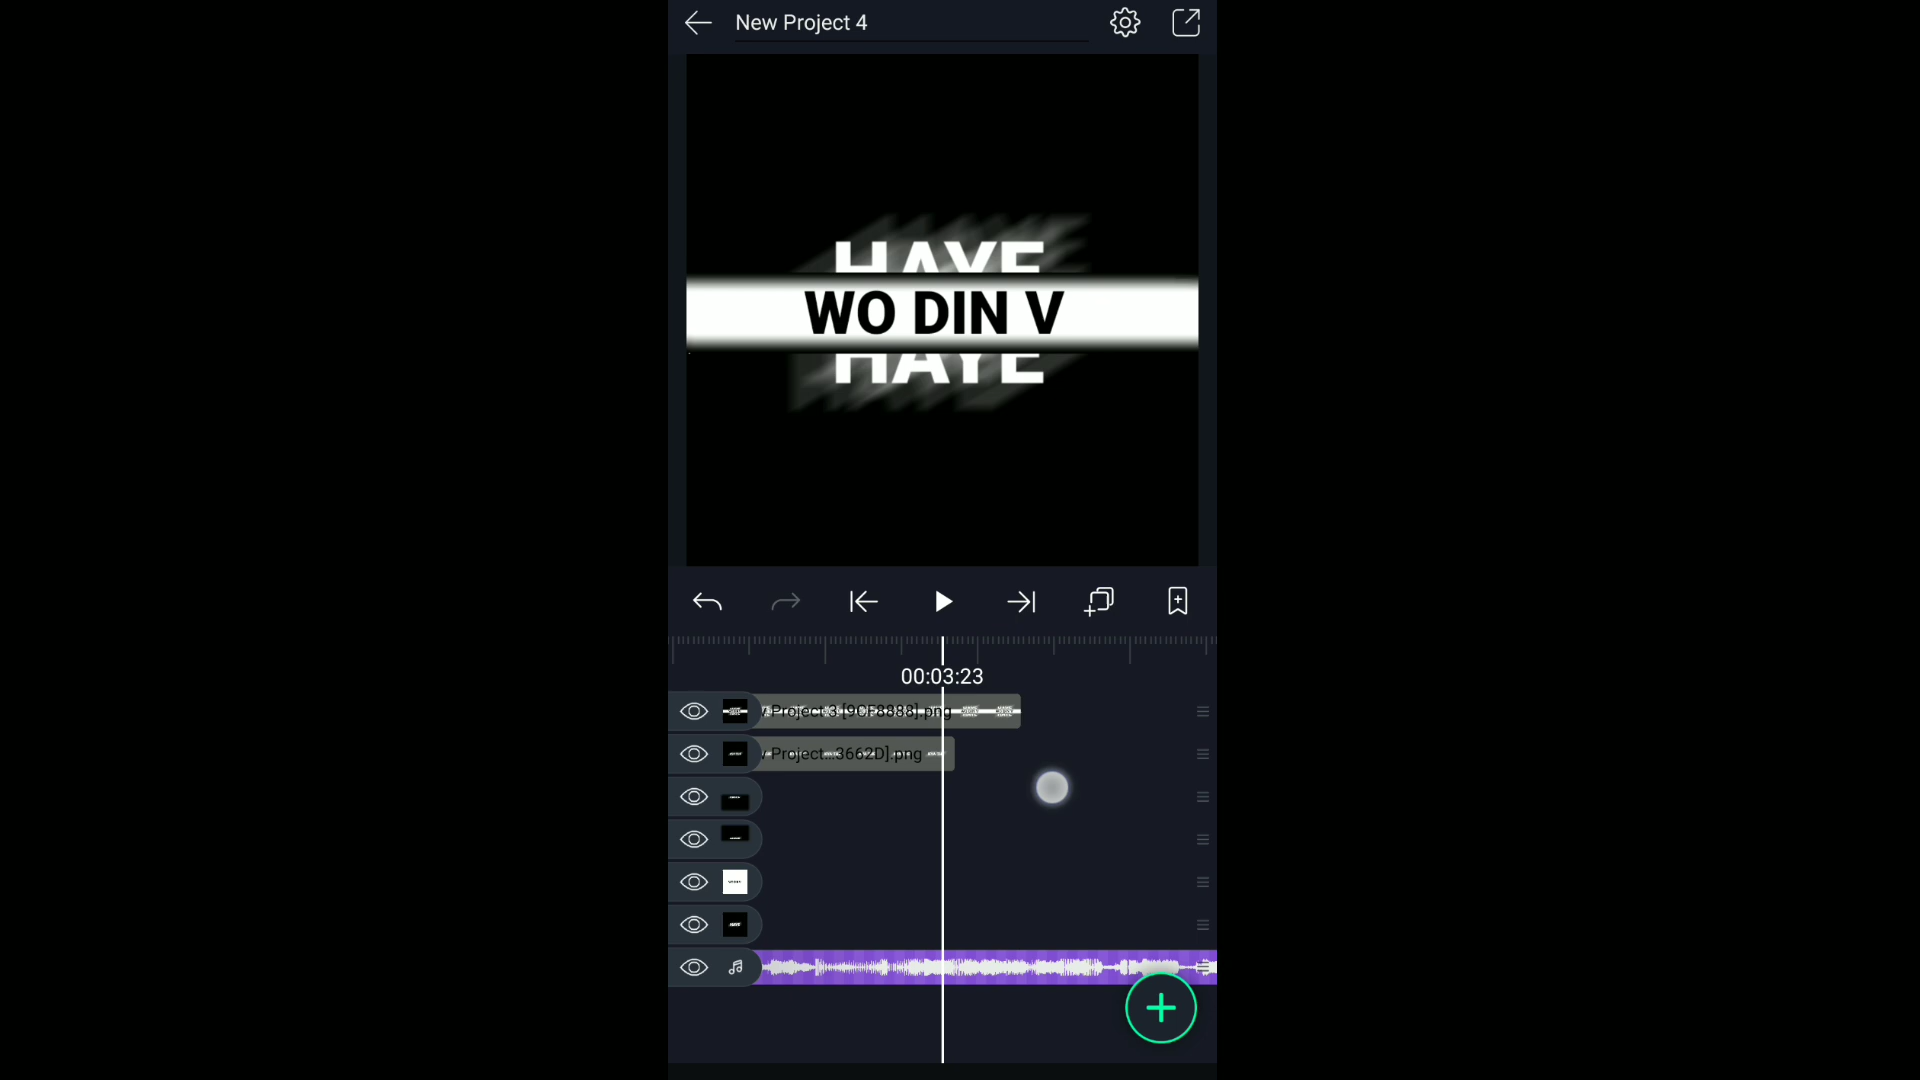 New Project 4
HAYE
WO DIN V
HAYE
00:03:23
Project 3 [9CF8888].png
Project...3662D].png